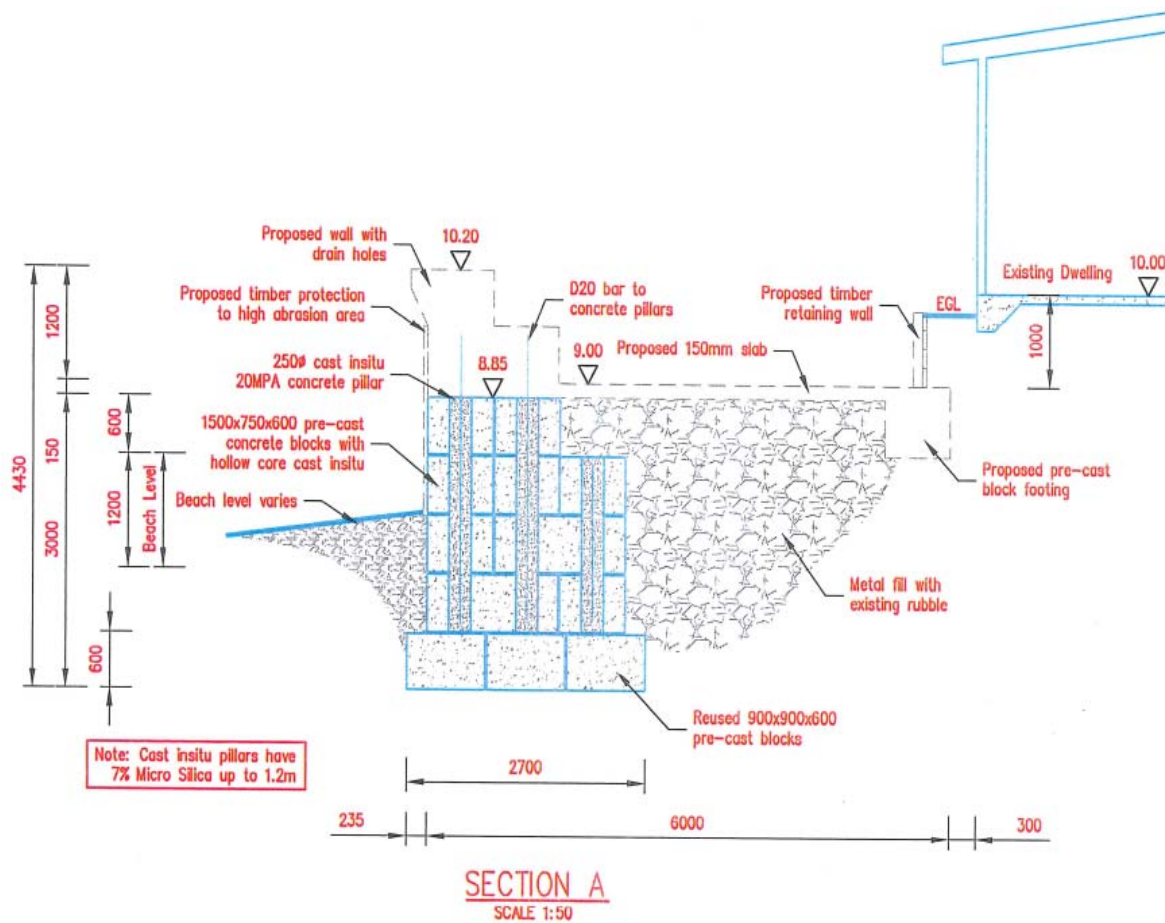 Proposed wall with
drain holes
10.20
Proposed timber protection
to high abrasion area
D20 bar to
concrete pillars
Proposed timber
retaining wall
EGL
Existing Dwelling
10.00
1000
250ø cast insitu
20MPA concrete pillar
8.85
9.00
Proposed 150mm slab
1500x750x600 pre-cast
concrete blocks with
hollow core cast insitu
Beach level varies
Proposed pre-cast
block footing
Metal fill with
existing rubble
Reused 900x900x600
pre-cast blocks
4430
1200
1550
3000
600
1200
Beach Level
600
Note: Cast insitu pillars have
7% Micro Silica up to 1.2m
2700
235
6000
300
SECTION A
SCALE 1:50